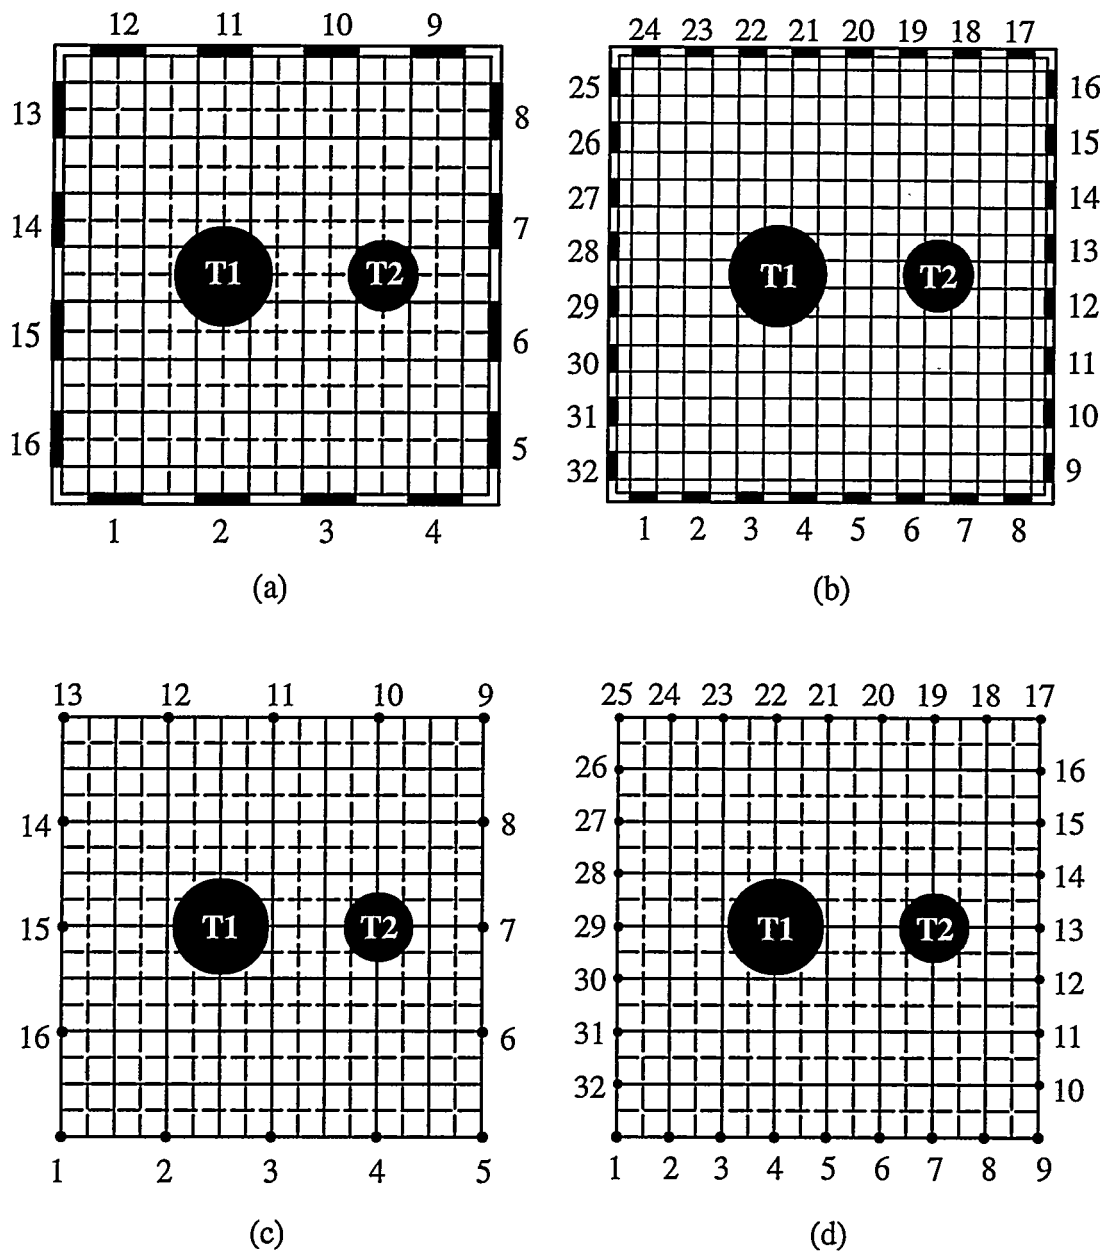 12 11 10 9
24 23 22 21 20 19 18 17
13 8
25 16
26 15
14 7
27 14
T1 T2
28 13
T1 T2
29 12
15 6
30 11
31 10
16 5
32 9
1 2 3 4
1 2 3 4 5 6 7 8
(a)
(b)
13 12 11 10 9
25 24 23 22 21 20 19 18 17
26 16
14 8
27 15
28 14
15 T1 T2 7
29 T1 T2 13
30 12
16 6
31 11
32 10
1 2 3 4 5
1 2 3 4 5 6 7 8 9
(c)
(d)